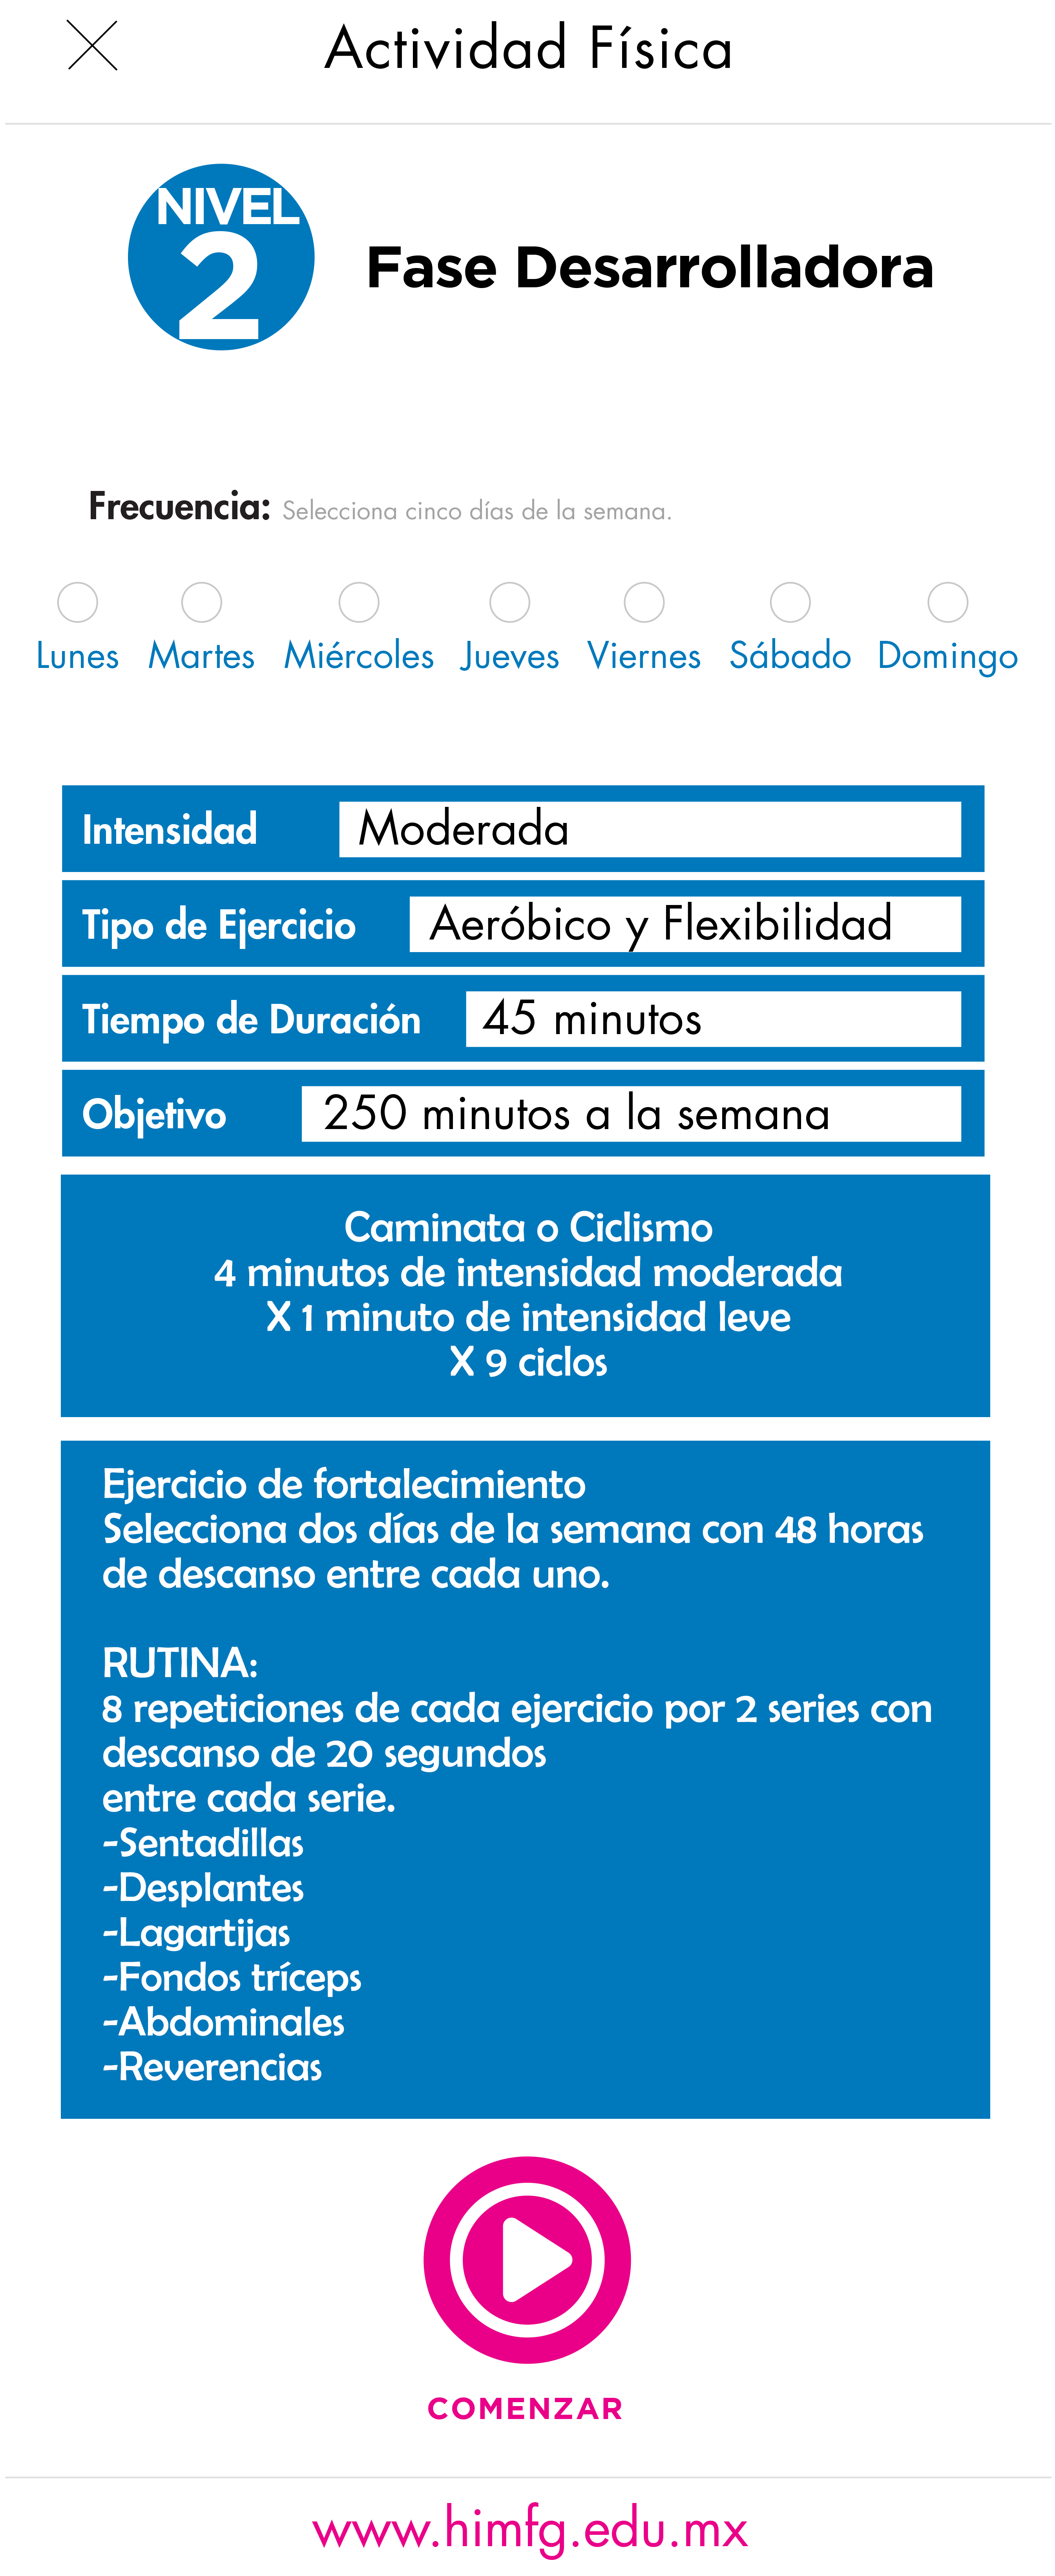 Actividad Física
NIVEL
2
Fase Desarrolladora
Frecuencia: Selecciona cinco días de la semana.
Lunes Martes Miércoles Jueves Viernes Sábado Domingo
Intensidad Moderada
Tipo de Ejercicio Aeróbico y Flexibilidad
Tiempo de Duración 45 minutos
Objetivo 250 minutos a la semana
Caminata o Ciclismo
4 minutos de intensidad moderada
X 1 minuto de intensidad leve
X 9 ciclos
Ejercicio de fortalecimiento
Selecciona dos días de la semana con 48 horas
de descanso entre cada uno.
RUTINA:
8 repeticiones de cada ejercicio por 2 series con
descanso de 20 segundos
entre cada serie.
-Sentadillas
-Desplantes
-Lagartijas
-Fondos tríceps
-Abdominales
-Reverencias
COMENZAR
www.himfg.edu.mx